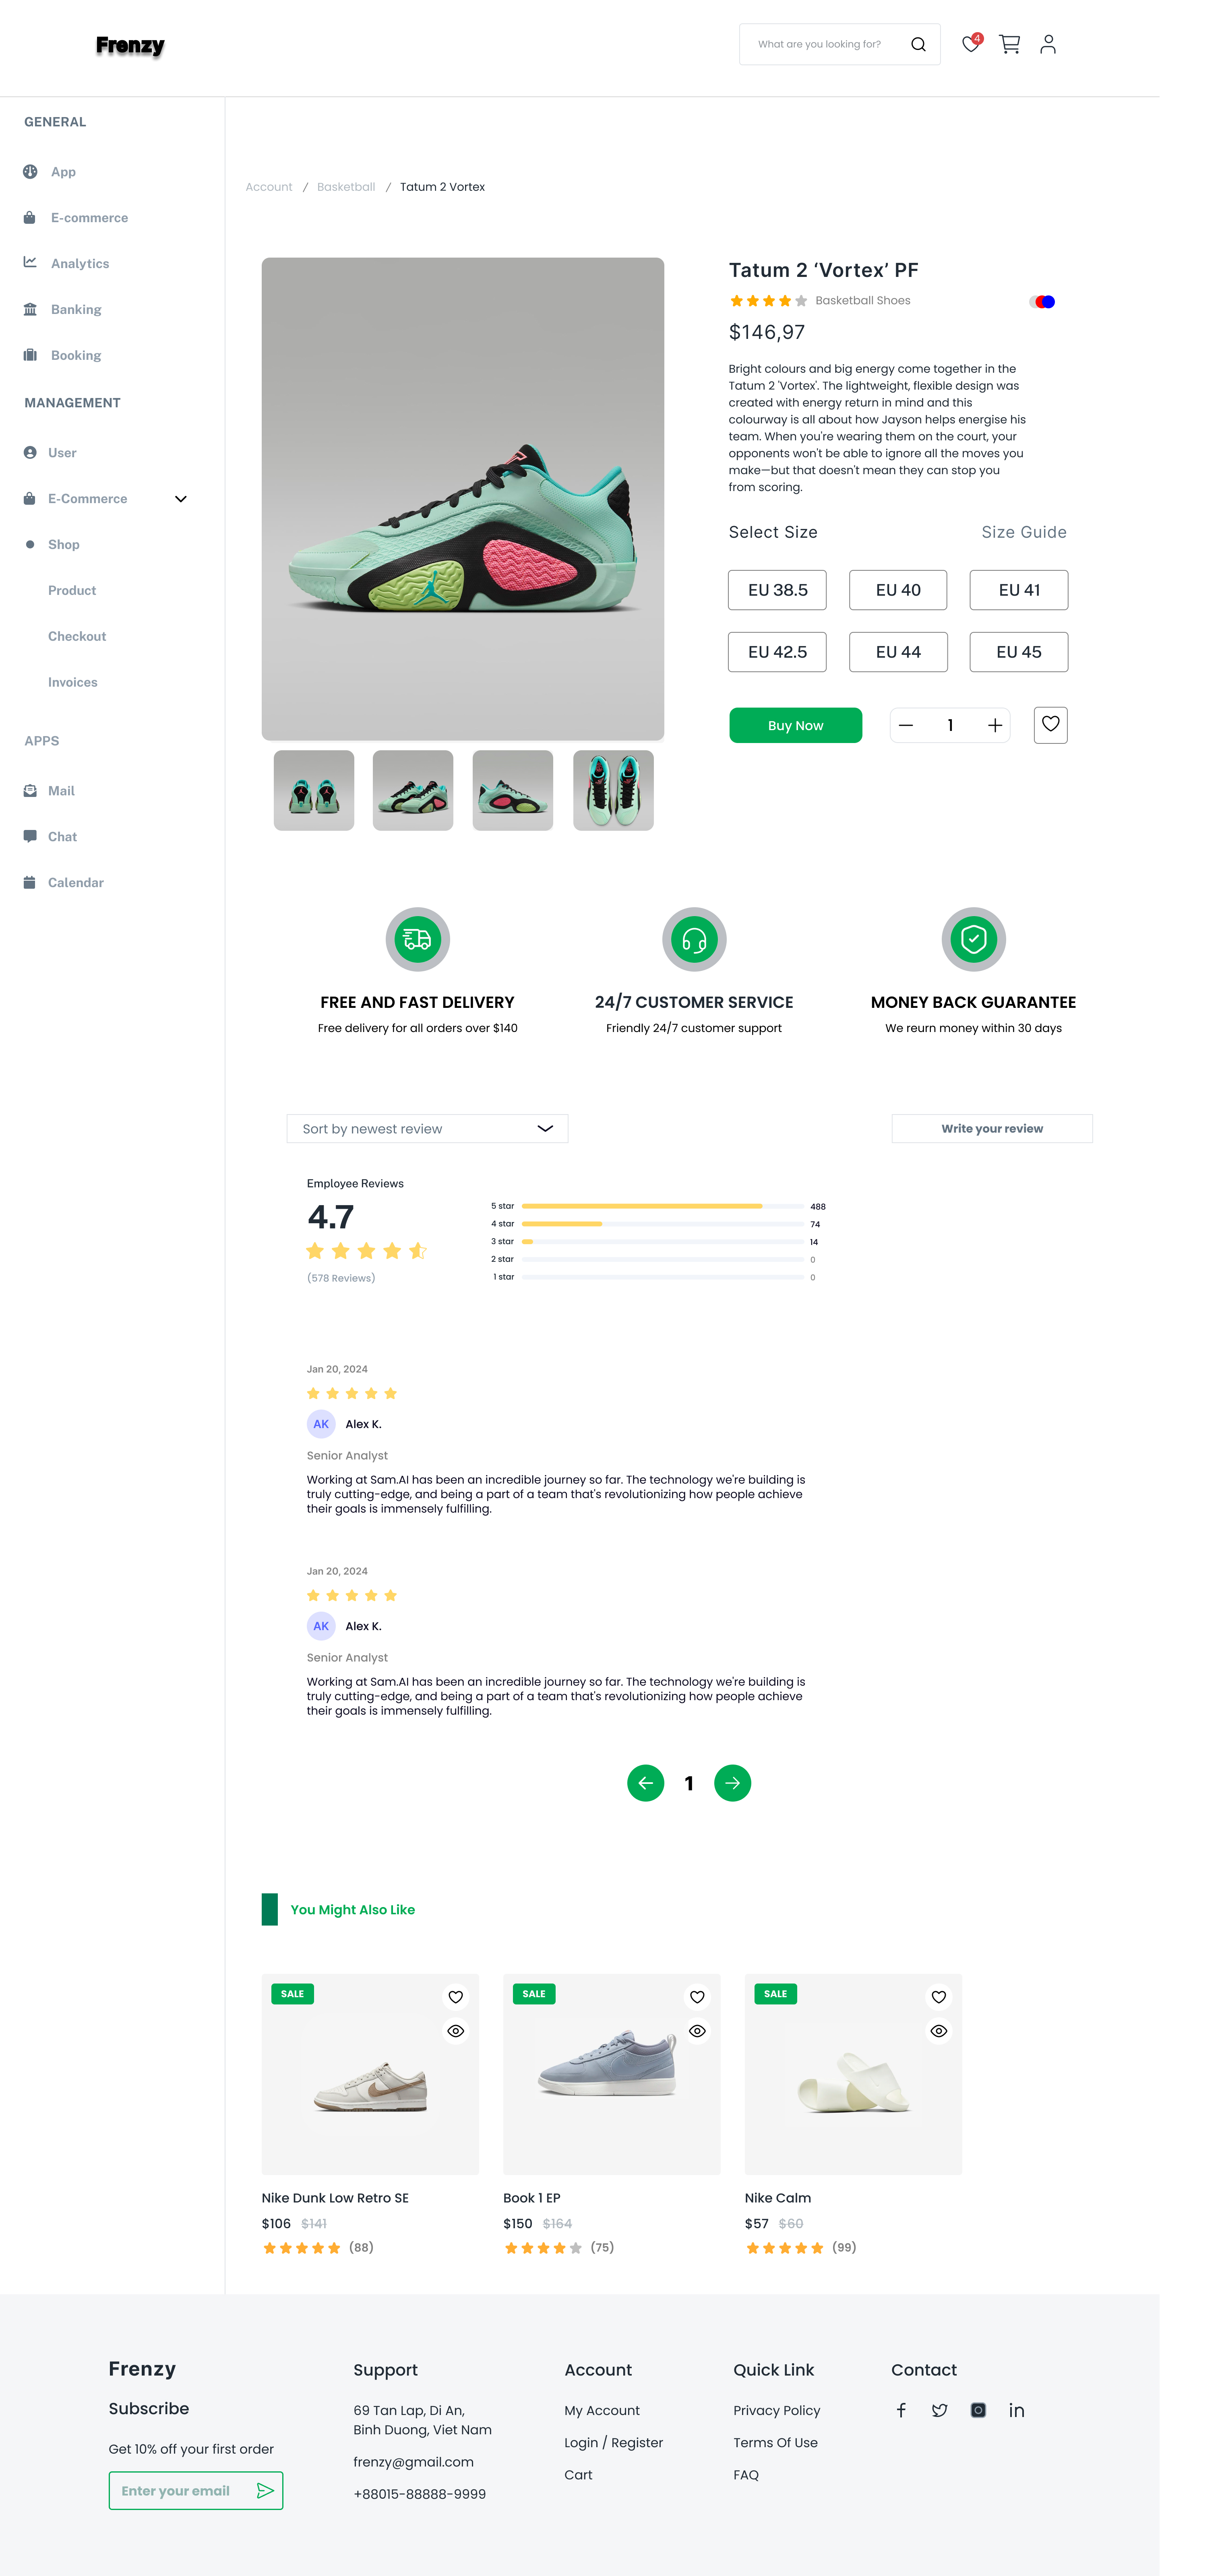 Frenzy
What are you looking for?
4
GENERAL
App
E-commerce
Analytics
Banking
Booking
MANAGEMENT
User
E-Commerce
Shop
Product
Checkout
Invoices
APPS
Mail
Chat
Calendar
Account / Basketball / Tatum 2 Vortex
Tatum 2 ‘Vortex’ PF
Basketball Shoes
$146,97
Bright colours and big energy come together in the
Tatum 2 'Vortex'. The lightweight, flexible design was
created with energy return in mind and this
colourway is all about how Jayson helps energise his
team. When you're wearing them on the court, your
opponents won't be able to ignore all the moves you
make—but that doesn't mean they can stop you
from scoring.
Select Size
Size Guide
EU 38.5
EU 40
EU 41
EU 42.5
EU 44
EU 45
Buy Now
1
FREE AND FAST DELIVERY
Free delivery for all orders over $140
24/7 CUSTOMER SERVICE
Friendly 24/7 customer support
MONEY BACK GUARANTEE
We reurn money within 30 days
Sort by newest review
Write your review
Employee Reviews
4.7
(578 Reviews)
5 star 488
4 star 74
3 star 14
2 star 0
1 star 0
Jan 20, 2024
AK Alex K.
Senior Analyst
Working at Sam.AI has been an incredible journey so far. The technology we're building is
truly cutting-edge, and being a part of a team that's revolutionizing how people achieve
their goals is immensely fulfilling.
Jan 20, 2024
AK Alex K.
Senior Analyst
Working at Sam.AI has been an incredible journey so far. The technology we're building is
truly cutting-edge, and being a part of a team that's revolutionizing how people achieve
their goals is immensely fulfilling.
1
You Might Also Like
SALE
Nike Dunk Low Retro SE
$106 $141
(88)
SALE
Book 1 EP
$150 $164
(75)
SALE
Nike Calm
$57 $60
(99)
Frenzy
Subscribe
Get 10% off your first order
Enter your email
Support
69 Tan Lap, Di An,
Binh Duong, Viet Nam
frenzy@gmail.com
+88015-88888-9999
Account
My Account
Login / Register
Cart
Quick Link
Privacy Policy
Terms Of Use
FAQ
Contact